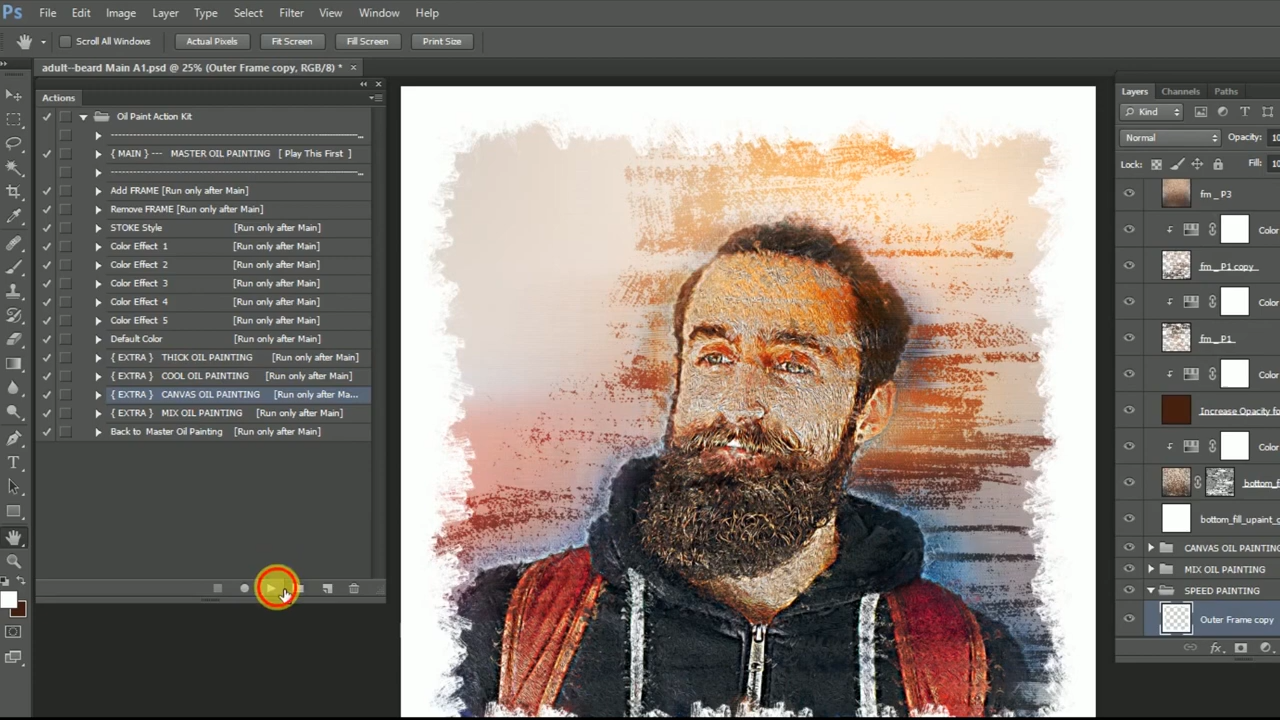 Ps File Edit Image Layer Type Select Filter View Window Help
Scroll All Windows Actual Pixels Fit Screen Fill Screen Print Size
adult--beard Main A1.psd @ 25% (Outer Frame copy, RGB/8) * ×
Actions
Oil Paint Action Kit
----------------------------------------------------------------...
{ MAIN } --- MASTER OIL PAINTING [ Play This First ]
----------------------------------------------------------------...
Add FRAME [Run only after Main]
Remove FRAME [Run only after Main]
STOKE Style [Run only after Main]
Color Effect 1 [Run only after Main]
Color Effect 2 [Run only after Main]
Color Effect 3 [Run only after Main]
Color Effect 4 [Run only after Main]
Color Effect 5 [Run only after Main]
Default Color [Run only after Main]
{ EXTRA } THICK OIL PAINTING [Run only after Main]
{ EXTRA } COOL OIL PAINTING [Run only after Main]
{ EXTRA } CANVAS OIL PAINTING [Run only after Ma...
{ EXTRA } MIX OIL PAINTING [Run only after Main]
Back to Master Oil Painting [Run only after Main]
Layers Channels Paths
Kind
Normal Opacity: 10
Lock: Fill: 10
fm_P3
Color
fm_P1 copy
Color
fm_P1
Color
Increase Opacity fo
Color
bottom_fi
bottom_fill_upaint_c
CANVAS OIL PAINTING
MIX OIL PAINTING
SPEED PAINTING
Outer Frame copy
fx